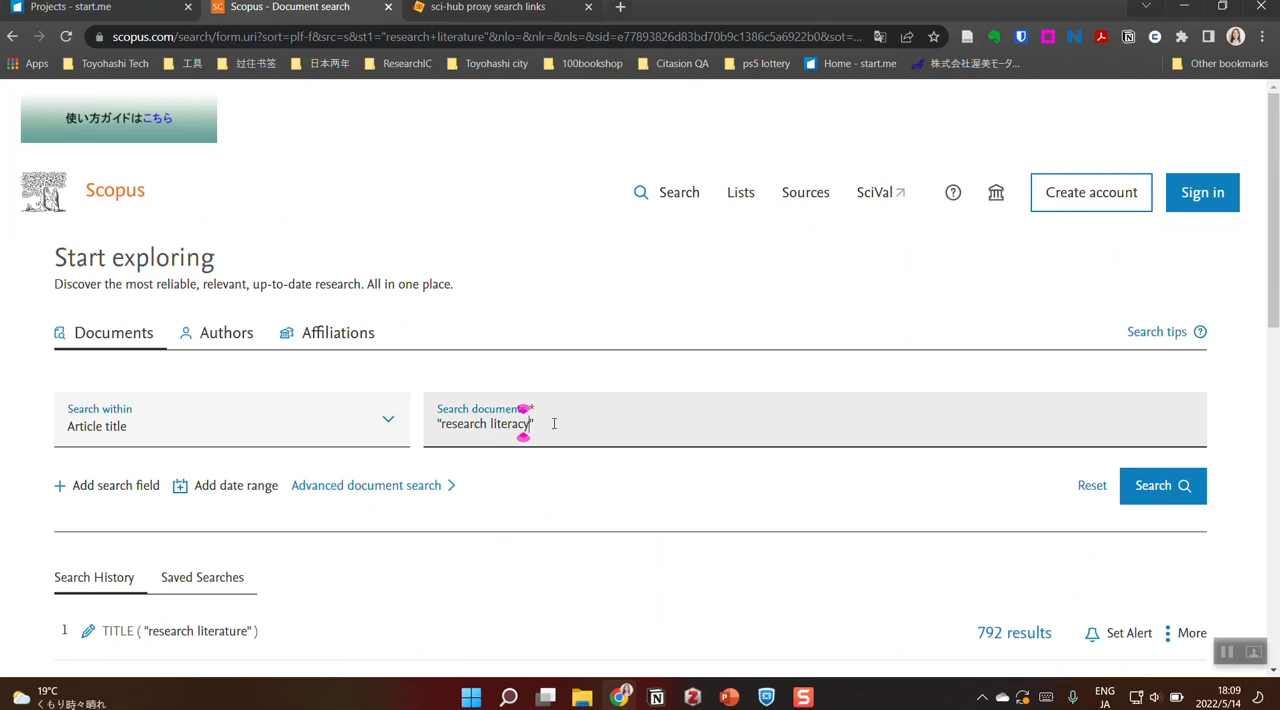 Projects - start.me
Scopus - Document search
sci-hub proxy search links
scopus.com/search/form.uri?sort=plf-f&src=s&st1="research+literature"&nlo=&nlr=&nls=&sid=e77893826d83bd70b9c1386c5a6922b0&sot=...
Apps
Toyohashi Tech
工具
过往书签
日本两年
ResearchIC
Toyohashi city
100bookshop
Citasion QA
ps5 lottery
Home - start.me
株式会社渥美モータ...
Other bookmarks
使い方ガイドはこちら
Scopus
Search
Lists
Sources
SciVal
Create account
Sign in
Start exploring
Discover the most reliable, relevant, up-to-date research. All in one place.
Documents
Authors
Affiliations
Search tips
Search within
Article title
Search documents *
"research literacy"
Add search field
Add date range
Advanced document search
Reset
Search
Search History
Saved Searches
1 TITLE ( "research literature" )
792 results
Set Alert
More
19°C
くもり時々晴れ
ENG
JA
18:09
2022/5/14